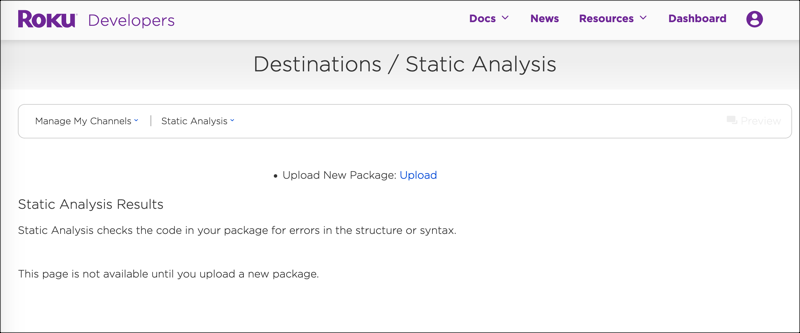 Roku Developers Docs News Resources Dashboard
Destinations / Static Analysis
Manage My Channels | Static Analysis Preview
• Upload New Package: Upload
Static Analysis Results
Static Analysis checks the code in your package for errors in the structure or syntax.
This page is not available until you upload a new package.